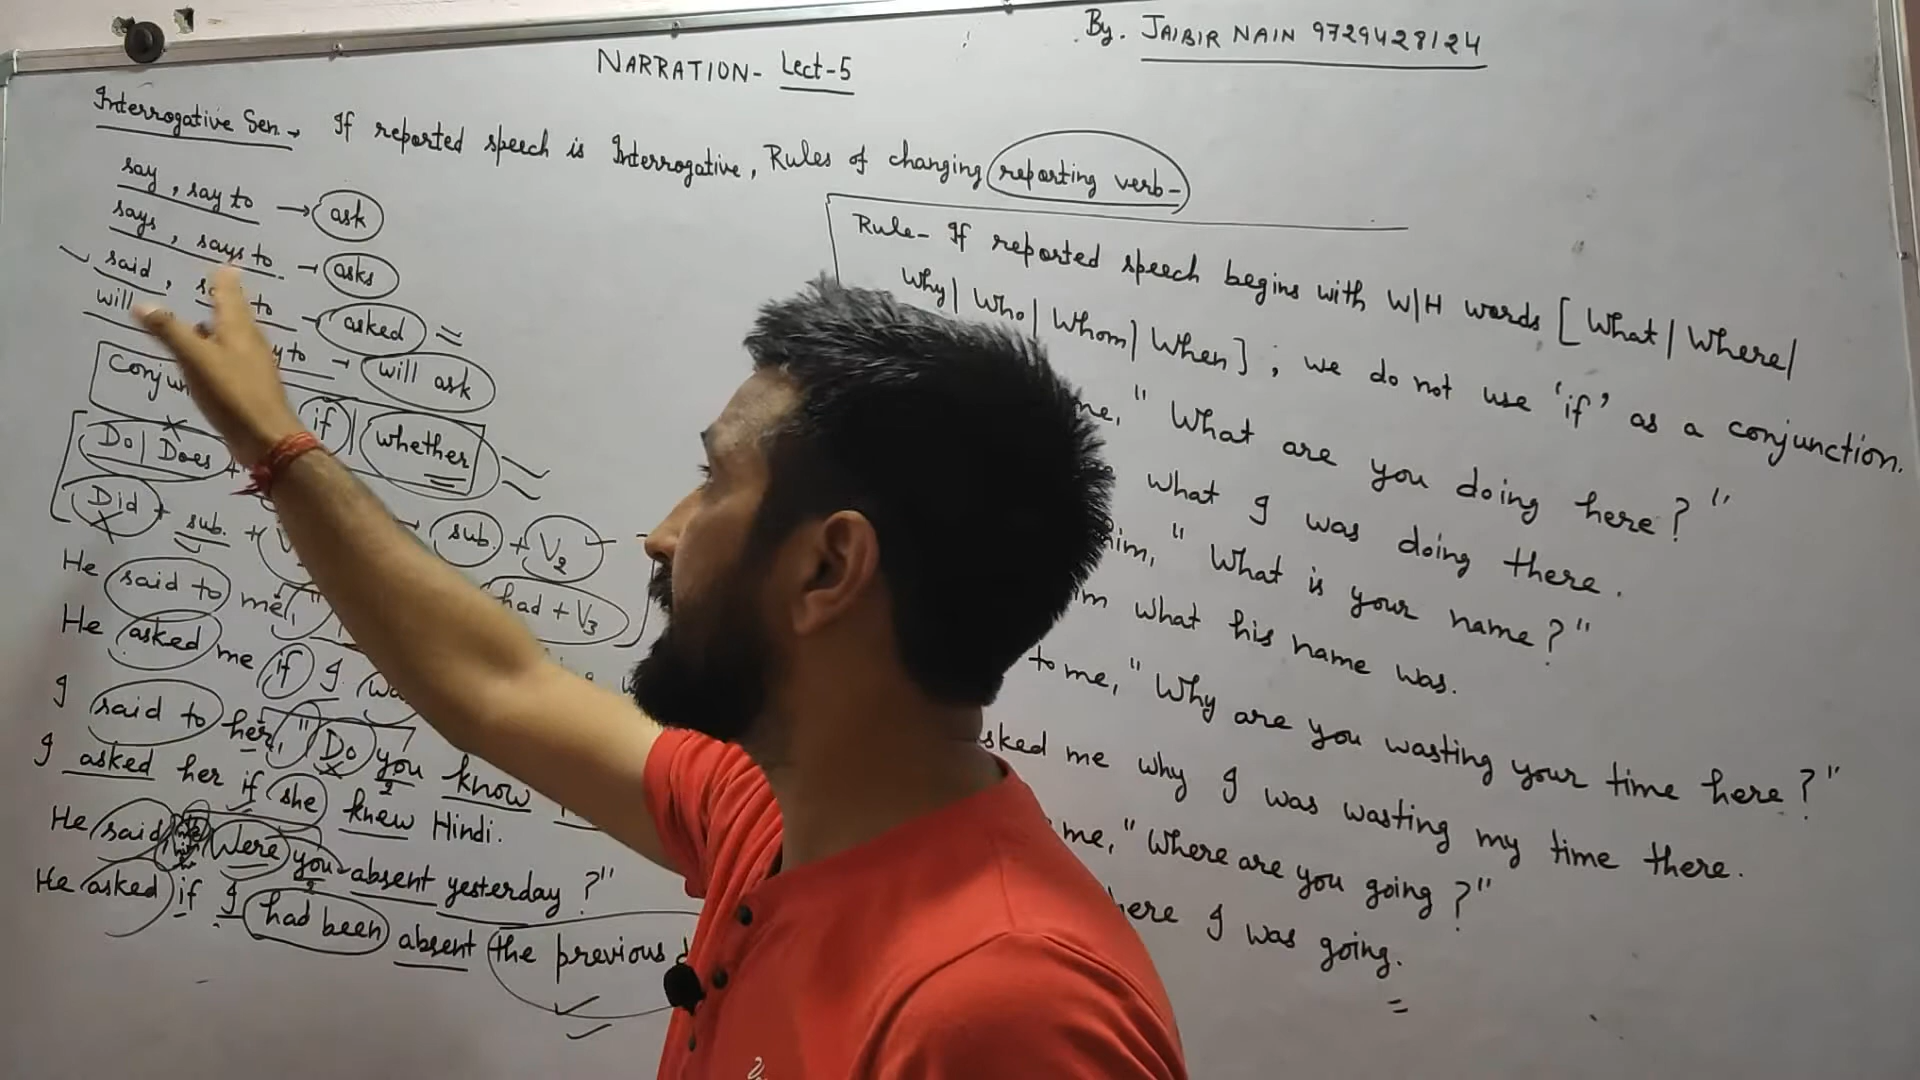 NARRATION- Lect-5
By. JAIBIR NAIN 9729428124
Interrogative Sen.→ If reported speech is Interrogative, Rules of changing reporting verb-
say, say to → ask
says, says to → asks
said, to → asked
will to → will ask
if | whether
Do | Does +
Did + sub. + → sub. + V2
had + V3
He said to me, "
He asked me if I
I said to her, "Do you know
I asked her if she knew Hindi.
He said Were you absent yesterday?"
He asked if I had been absent the previous
Rule- If reported speech begins with W|H words [What | Where |
Why | Who | Whom | When], we do not use 'if' as a conjunction.
me, "What are you doing here?"
what I was doing there.
him, "What is your name?"
what his name was.
to me, "Why are you wasting your time here?"
asked me why I was wasting my time there.
me, "Where are you going?"
I was going.